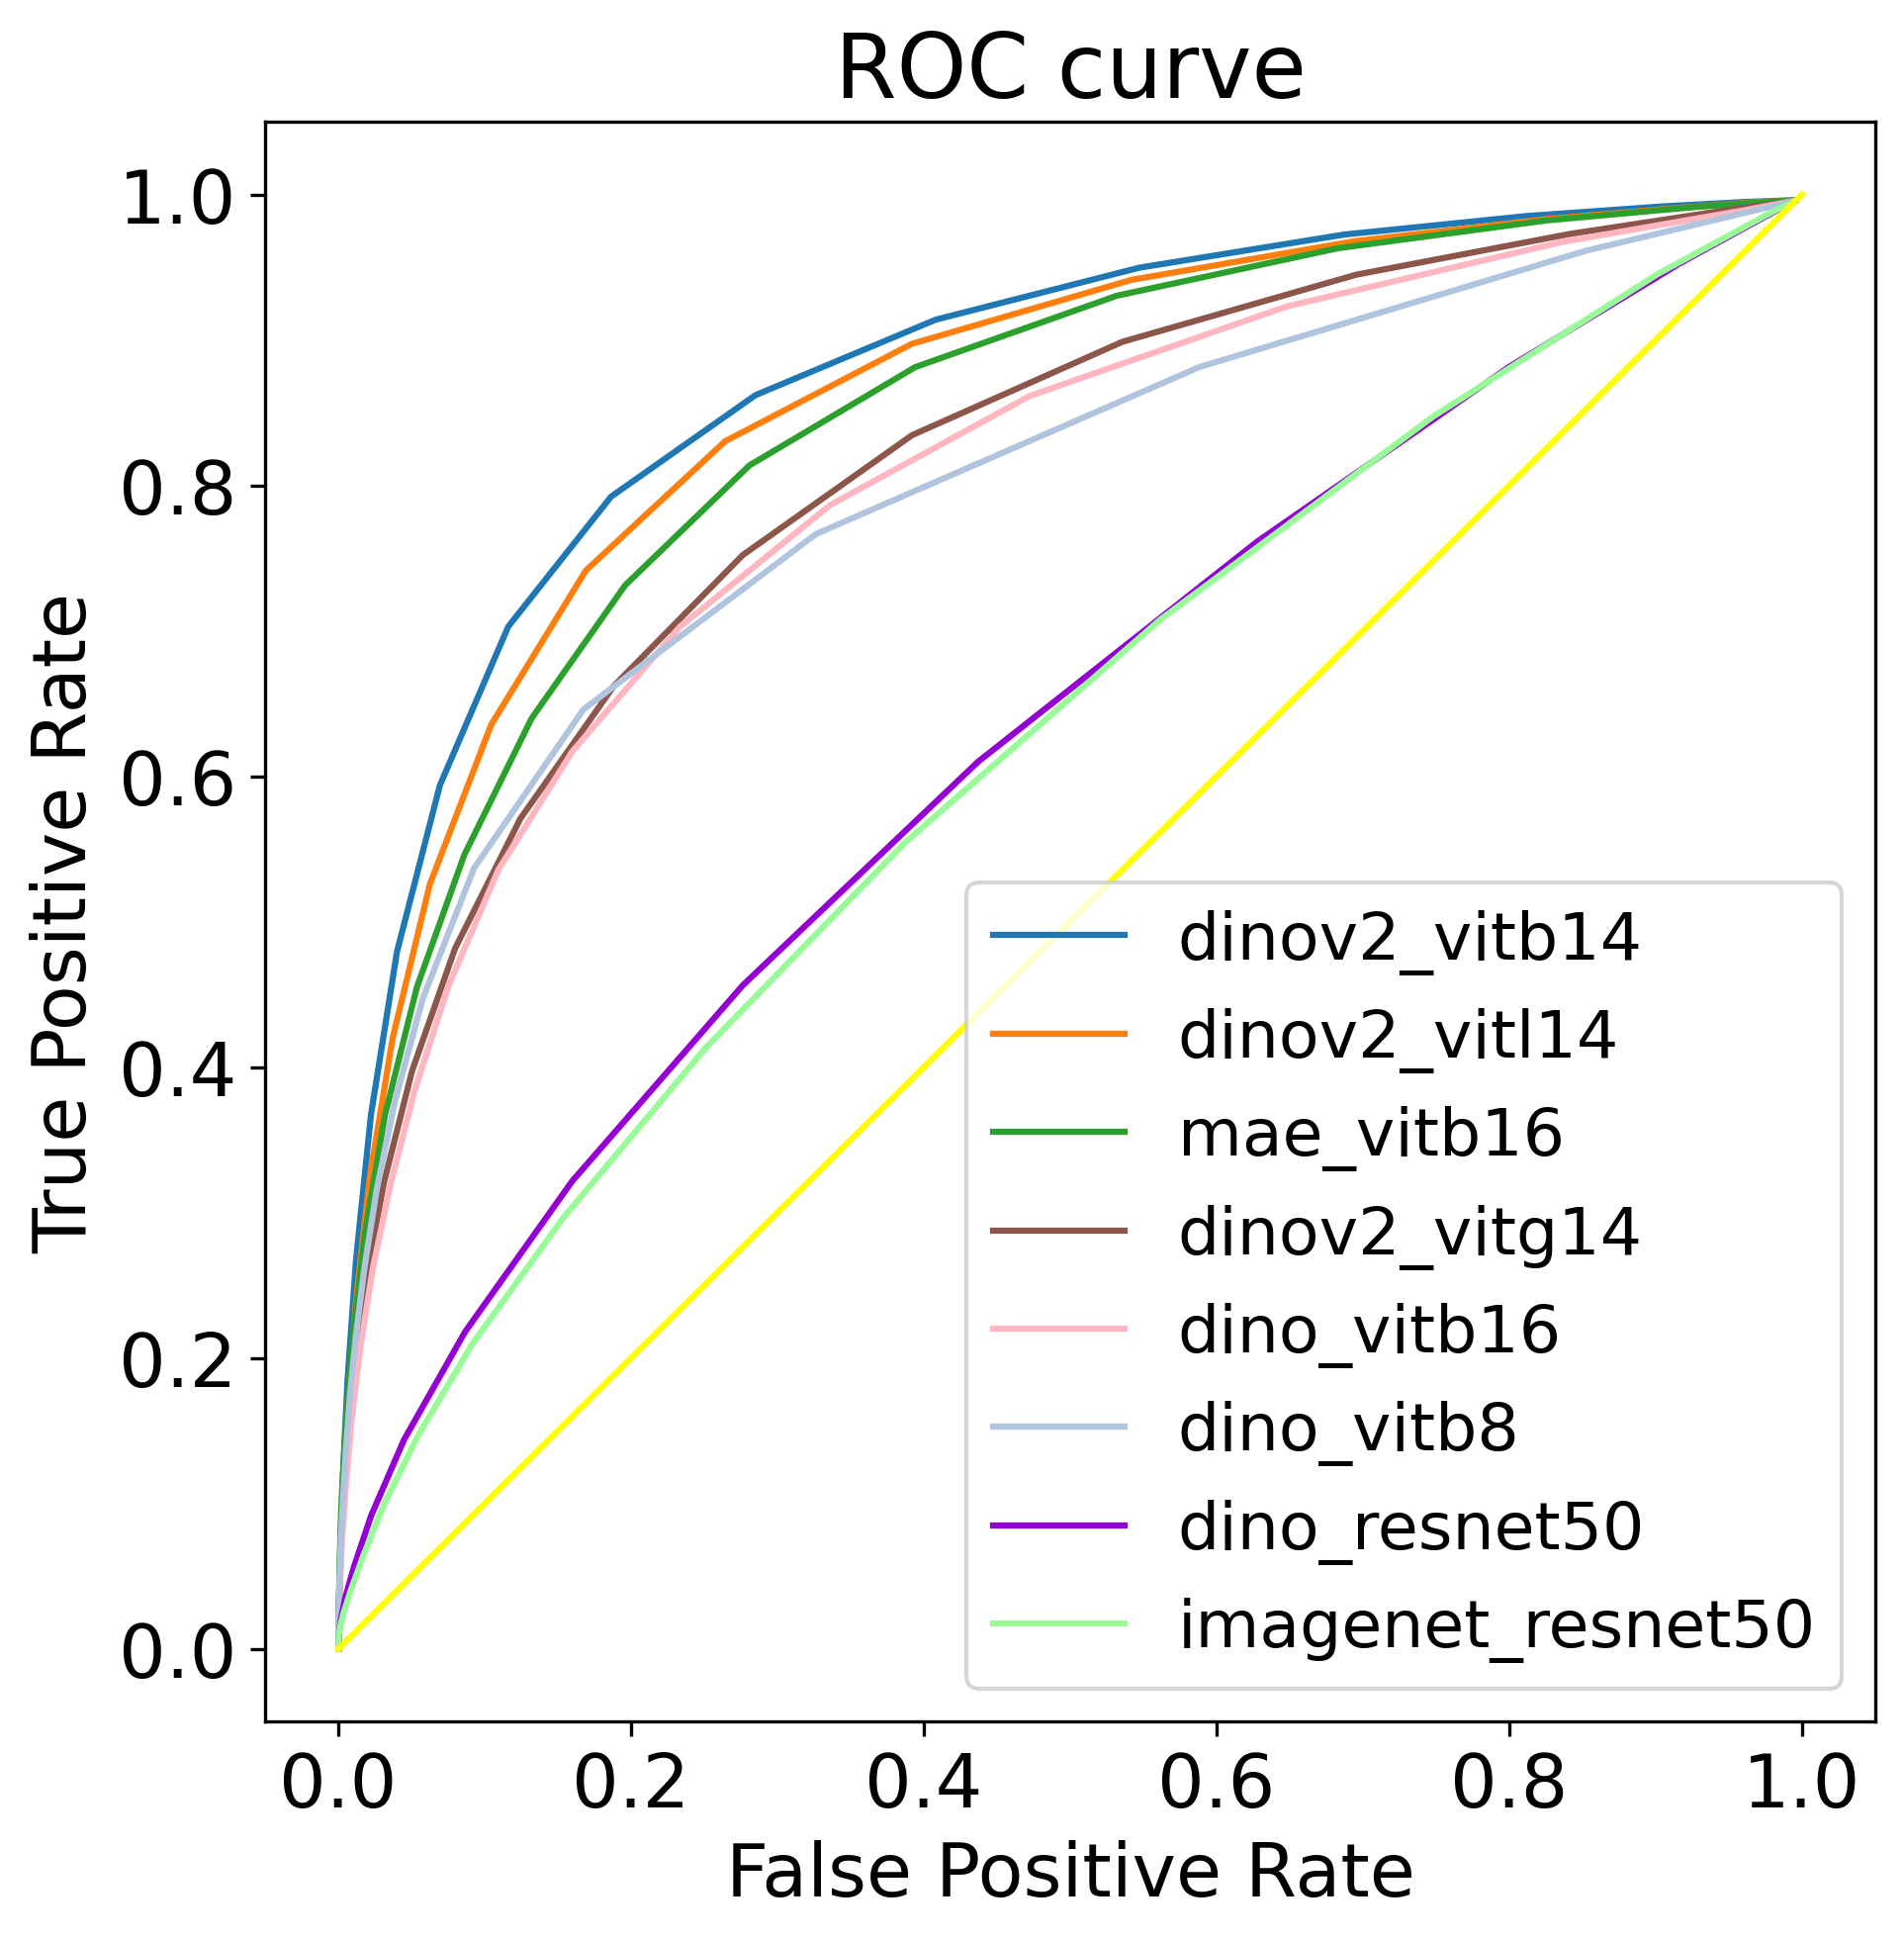 ROC curve
1.0
0.8
0.6
0.4
0.2
0.0
True Positive Rate
dinov2_vitb14
dinov2_vitl14
mae_vitb16
dinov2_vitg14
dino_vitb16
dino_vitb8
dino_resnet50
imagenet_resnet50
0.0 0.2 0.4 0.6 0.8 1.0
False Positive Rate